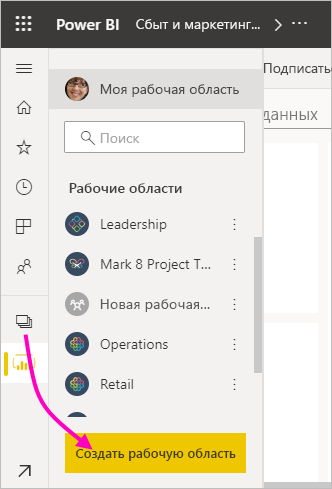 Power BI Сбыт и маркетинг... > ...
Моя рабочая область
Подписать
Поиск
данных
Рабочие области
Leadership
Mark 8 Project T...
Новая рабочая...
Operations
Retail
Создать рабочую область